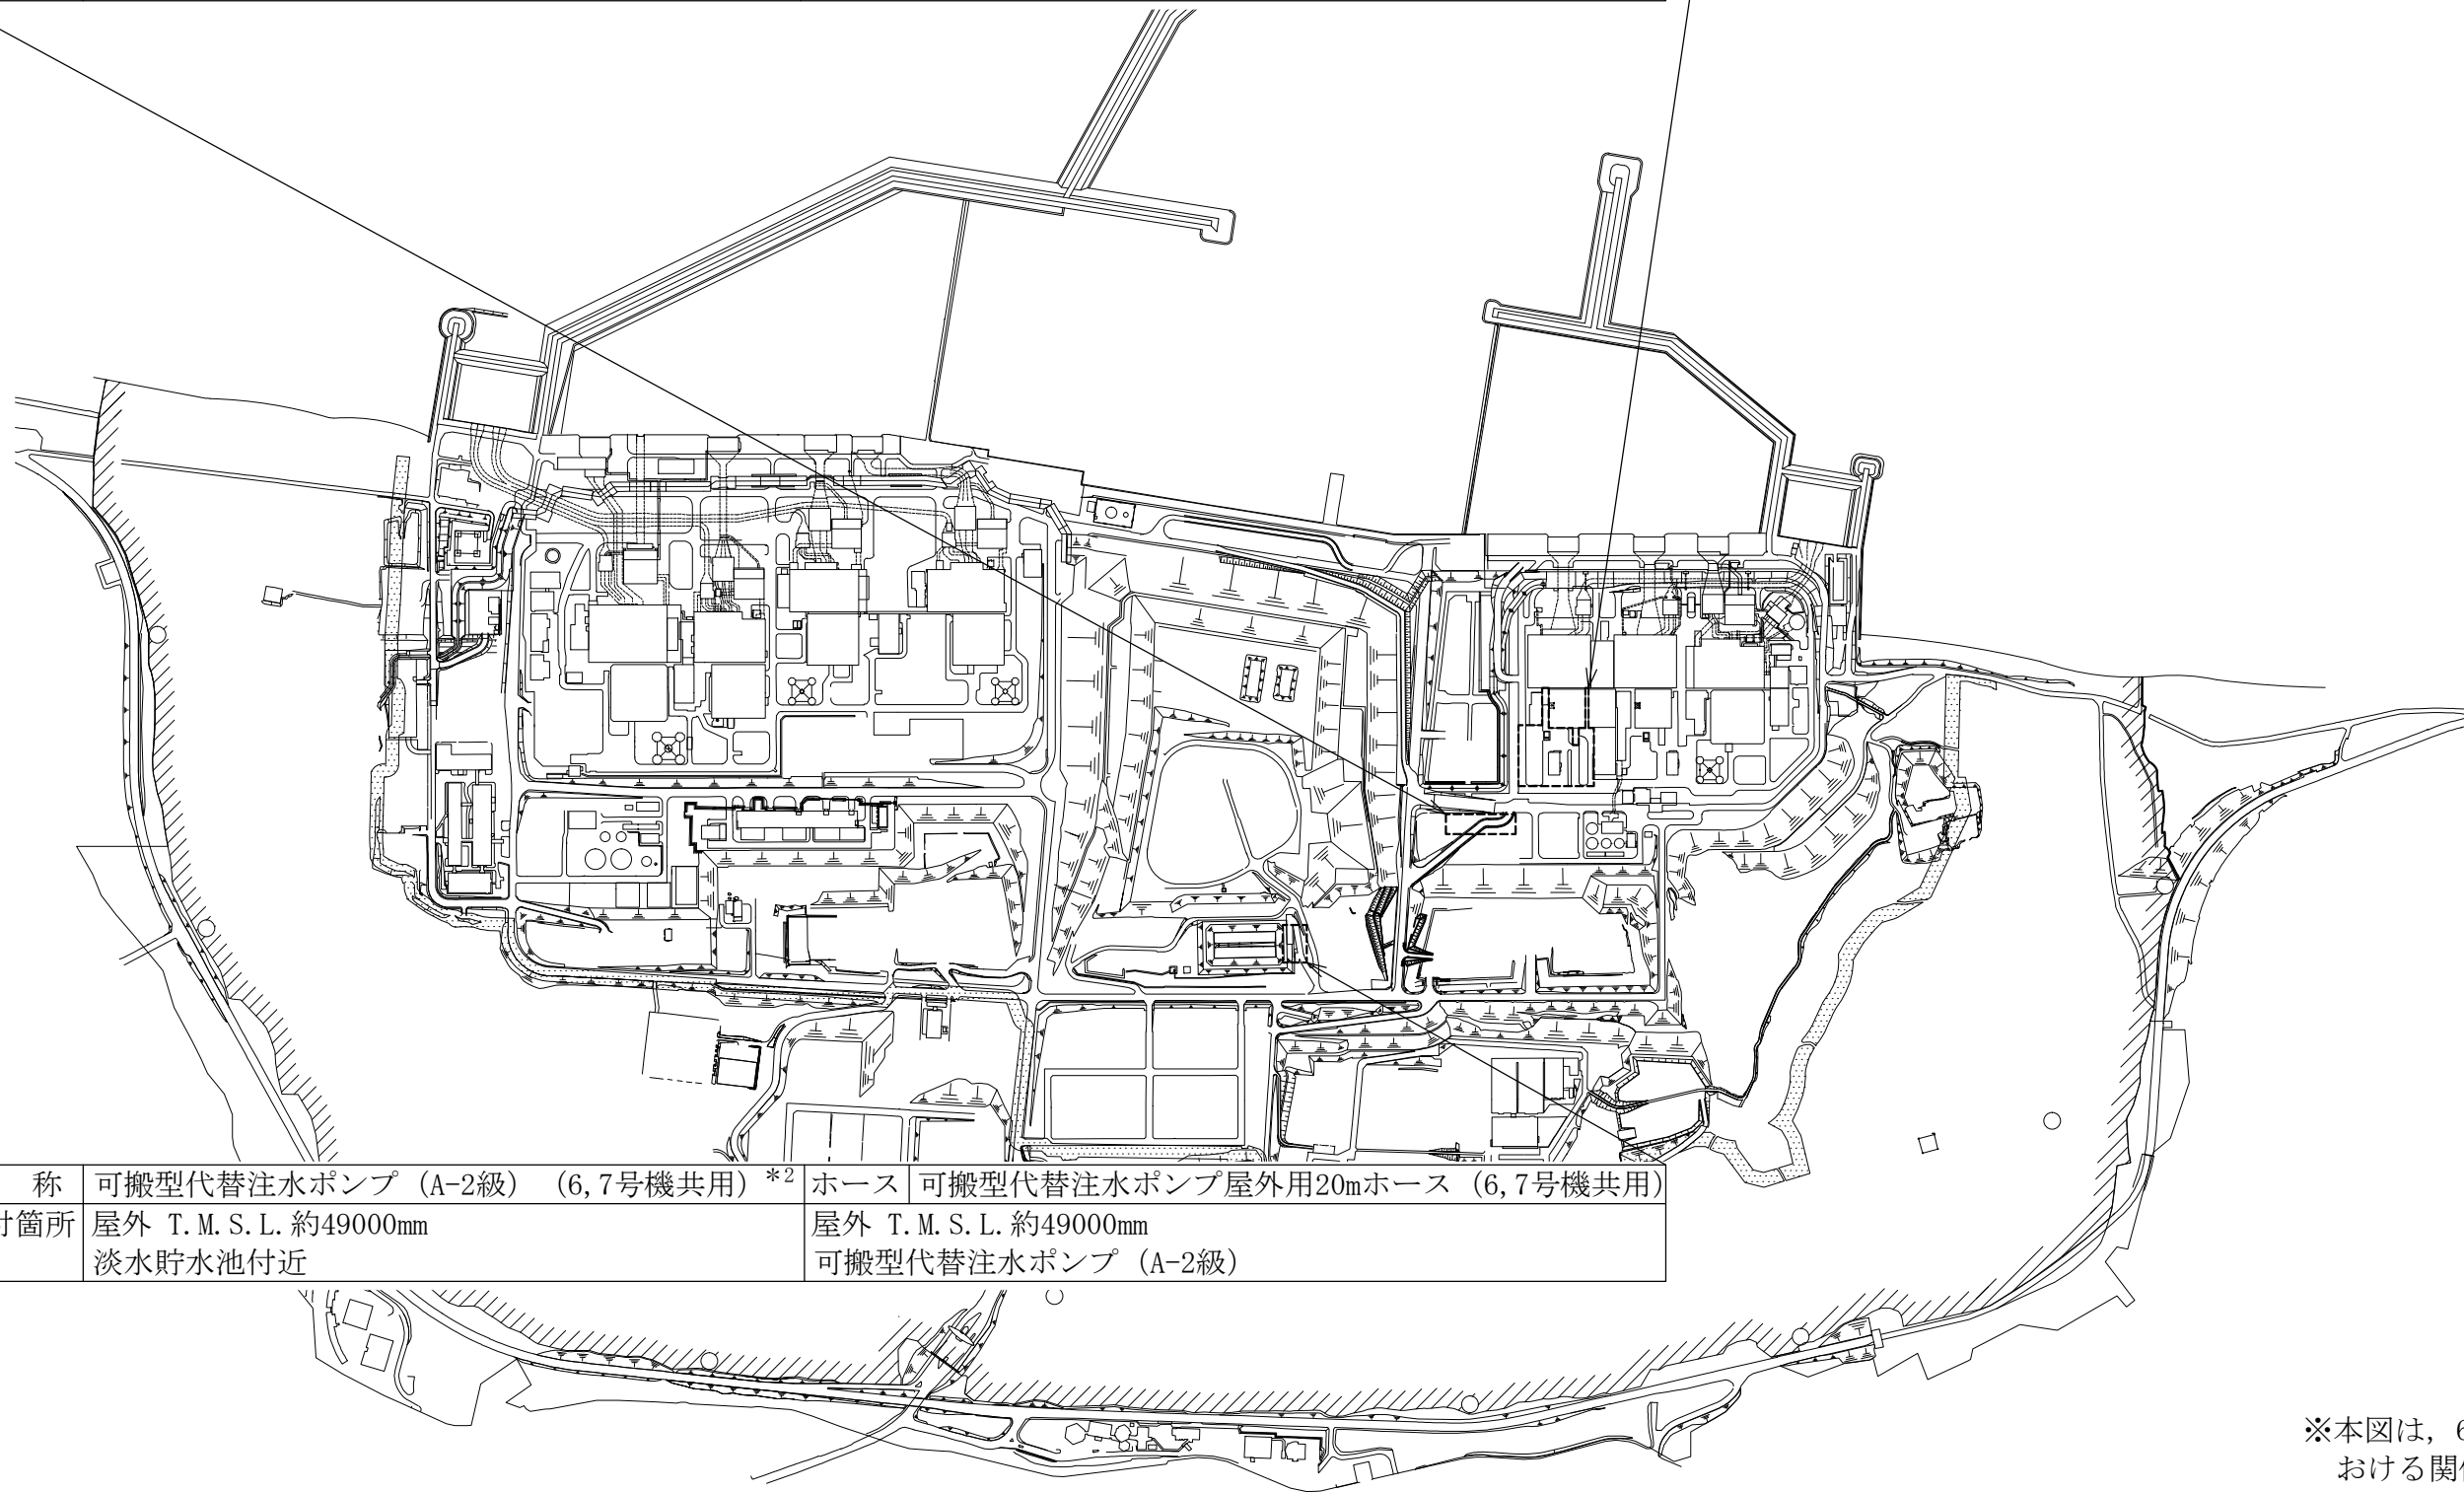 称 可搬型代替注水ポンプ（A-2級）（6,7号機共用）*2 ホース 可搬型代替注水ポンプ屋外用20mホース（6,7号機共用）
付箇所 屋外 T.M.S.L.約49000mm 屋外 T.M.S.L.約49000mm
淡水貯水池付近 可搬型代替注水ポンプ（A-2級）
※本図は，6
おける関